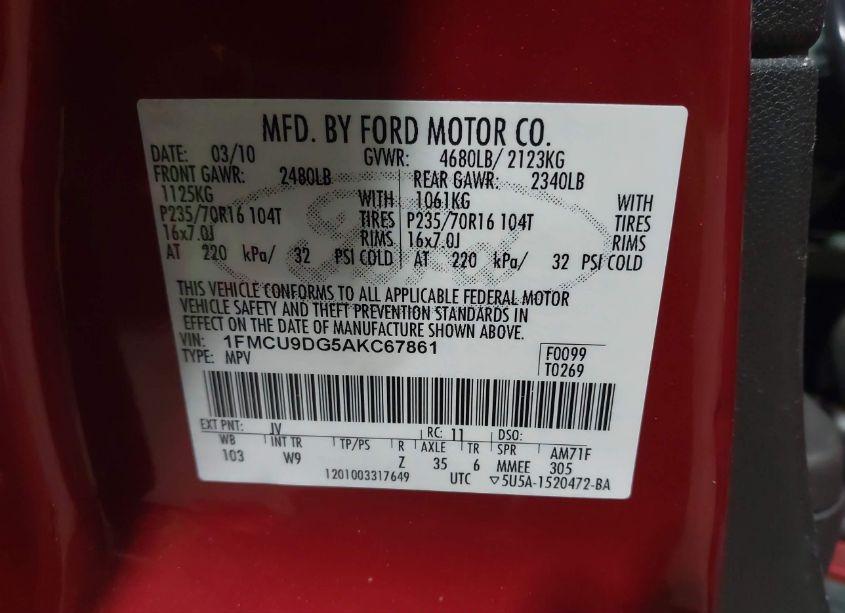 MFD. BY FORD MOTOR CO.
DATE: 03/10 GVWR: 4680LB/ 2123KG
FRONT GAWR: 2480LB REAR GAWR: 2340LB
1125KG WITH 1061KG WITH
P235/70R16 104T TIRES P235/70R16 104T TIRES
16x7.0J RIMS 16x7.0J RIMS
AT 220 kPa/ 32 PSI COLD AT 220 kPa/ 32 PSI COLD
Ford
THIS VEHICLE CONFORMS TO ALL APPLICABLE FEDERAL MOTOR
VEHICLE SAFETY AND THEFT PREVENTION STANDARDS IN
EFFECT ON THE DATE OF MANUFACTURE SHOWN ABOVE.
VIN: 1FMCU9DG5AKC67861 F0099
TYPE: MPV T0269
EXT PNT: JV RC: 11 DSO:
WB INT TR TP/PS R AXLE TR SPR AM71F
103 W9 Z 35 6 MMEE 305
1201003317649 UTC ▽5U5A-1520472-BA